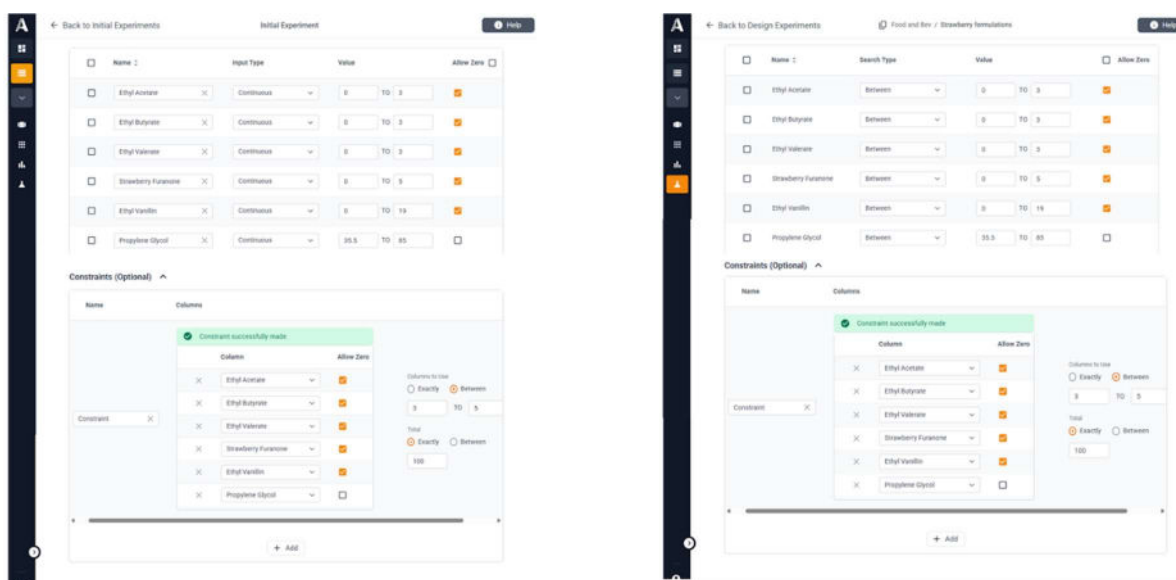 A
← Back to Initial Experiments Initial Experiment Help
Name Input Type Value Allow Zero
Ethyl Acetate Continuous 0 TO 3
Ethyl Butyrate Continuous 0 TO 3
Ethyl Valerate Continuous 0 TO 3
Strawberry Furanone Continuous 0 TO 5
Ethyl Vanillin Continuous 0 TO 19
Propylene Glycol Continuous 35.5 TO 85
Constraints (Optional)
Name Columns
Constraint successfully made
Column Allow Zero
Ethyl Acetate
Ethyl Butyrate
Ethyl Valerate
Strawberry Furanone
Ethyl Vanillin
Propylene Glycol
Constraint
Columns to Use
Exactly Between
3 TO 5
Total
Exactly Between
100
+ Add
A
← Back to Design Experiments Food and Bev / Strawberry formulations Help
Name Search Type Value Allow Zero
Ethyl Acetate Between 0 TO 3
Ethyl Butyrate Between 0 TO 3
Ethyl Valerate Between 0 TO 3
Strawberry Furanone Between 0 TO 5
Ethyl Vanillin Between 0 TO 19
Propylene Glycol Between 35.5 TO 85
Constraints (Optional)
Name Columns
Constraint successfully made
Column Allow Zero
Ethyl Acetate
Ethyl Butyrate
Ethyl Valerate
Strawberry Furanone
Ethyl Vanillin
Propylene Glycol
Constraint
Columns to Use
Exactly Between
3 TO 5
Total
Exactly Between
100
+ Add